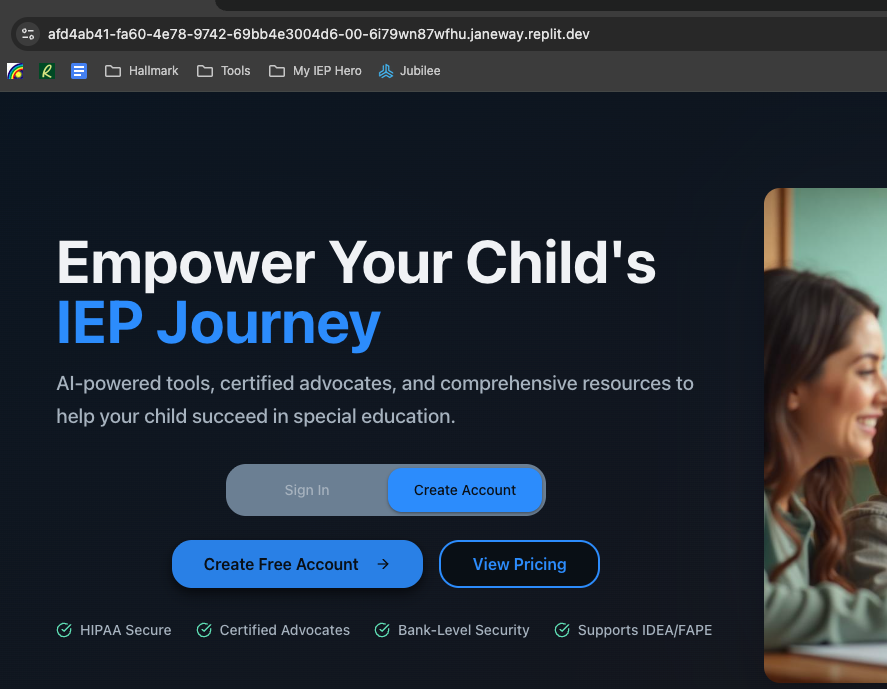 afd4ab41-fa60-4e78-9742-69bb4e3004d6-00-6i79wn87wfhu.janeway.replit.dev
R Hallmark Tools My IEP Hero Jubilee
Empower Your Child's
IEP Journey
AI-powered tools, certified advocates, and comprehensive resources to
help your child succeed in special education.
Sign In Create Account
Create Free Account → View Pricing
HIPAA Secure Certified Advocates Bank-Level Security Supports IDEA/FAPE